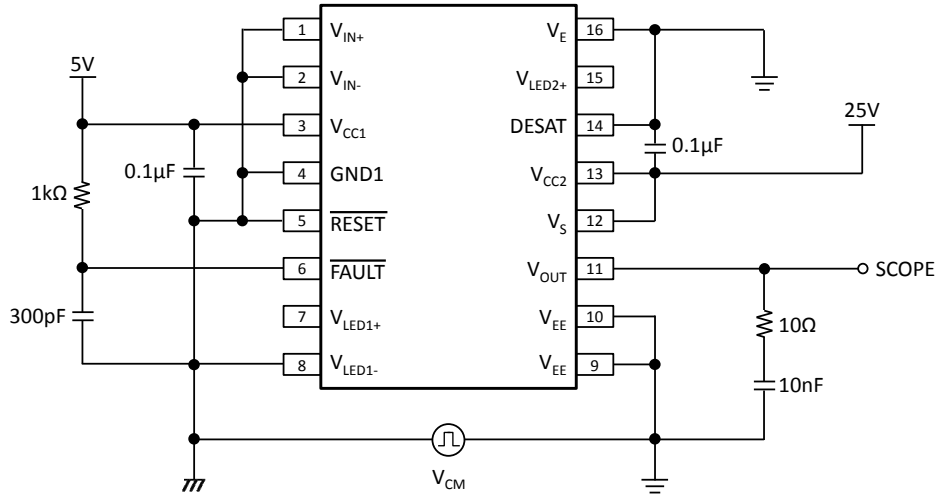 1 V_IN+
2 V_IN-
3 V_CC1
4 GND1
5 RESET
6 FAULT
7 V_LED1+
8 V_LED1-
V_E 16
V_LED2+ 15
DESAT 14
V_CC2 13
V_S 12
V_OUT 11
V_EE 10
V_EE 9
5V
0.1μF
1kΩ
300pF
25V
0.1μF
SCOPE
10Ω
10nF
V_CM